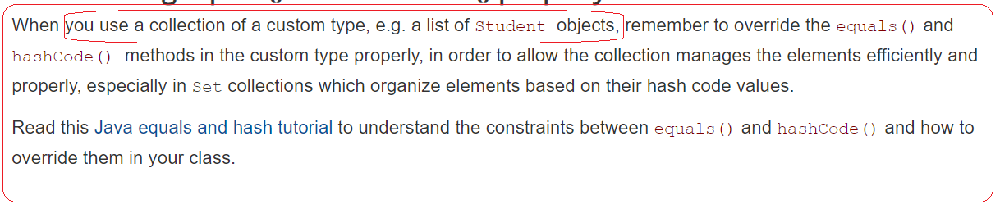 When you use a collection of a custom type, e.g. a list of Student objects, remember to override the equals() and
hashCode() methods in the custom type properly, in order to allow the collection manages the elements efficiently and
properly, especially in Set collections which organize elements based on their hash code values.
Read this Java equals and hash tutorial to understand the constraints between equals() and hashCode() and how to
override them in your class.